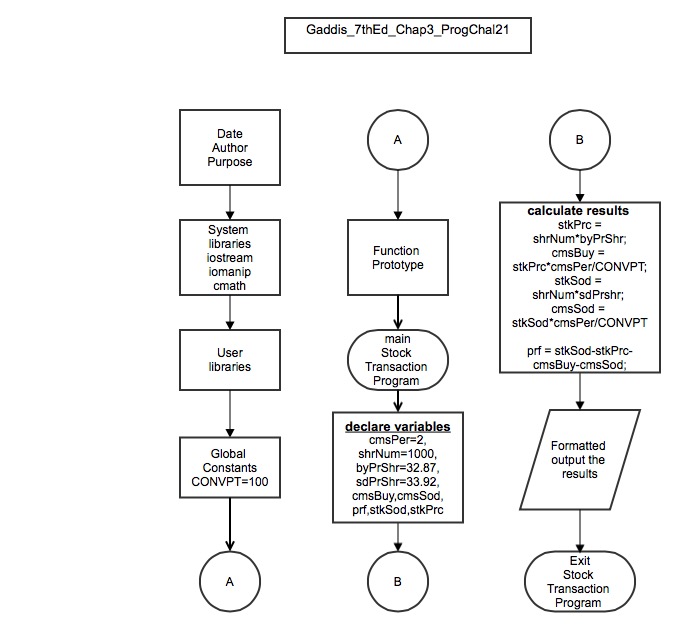 Gaddis_7thEd_Chap3_ProgChal21
Date
Author
Purpose
System
libraries
iostream
iomanip
cmath
User
libraries
Global
Constants
CONVPT=100
A
A
Function
Prototype
main
Stock
Transaction
Program
declare variables
cmsPer=2,
shrNum=1000,
byPrShr=32.87,
sdPrShr=33.92,
cmsBuy,cmsSod,
prf,stkSod,stkPrc
B
B
calculate results
stkPrc =
shrNum*byPrShr;
cmsBuy =
stkPrc*cmsPer/CONVPT;
stkSod =
shrNum*sdPrshr;
cmsSod =
stkSod*cmsPer/CONVPT
prf = stkSod-stkPrc-
cmsBuy-cmsSod;
Formatted
output the
results
Exit
Stock
Transaction
Program